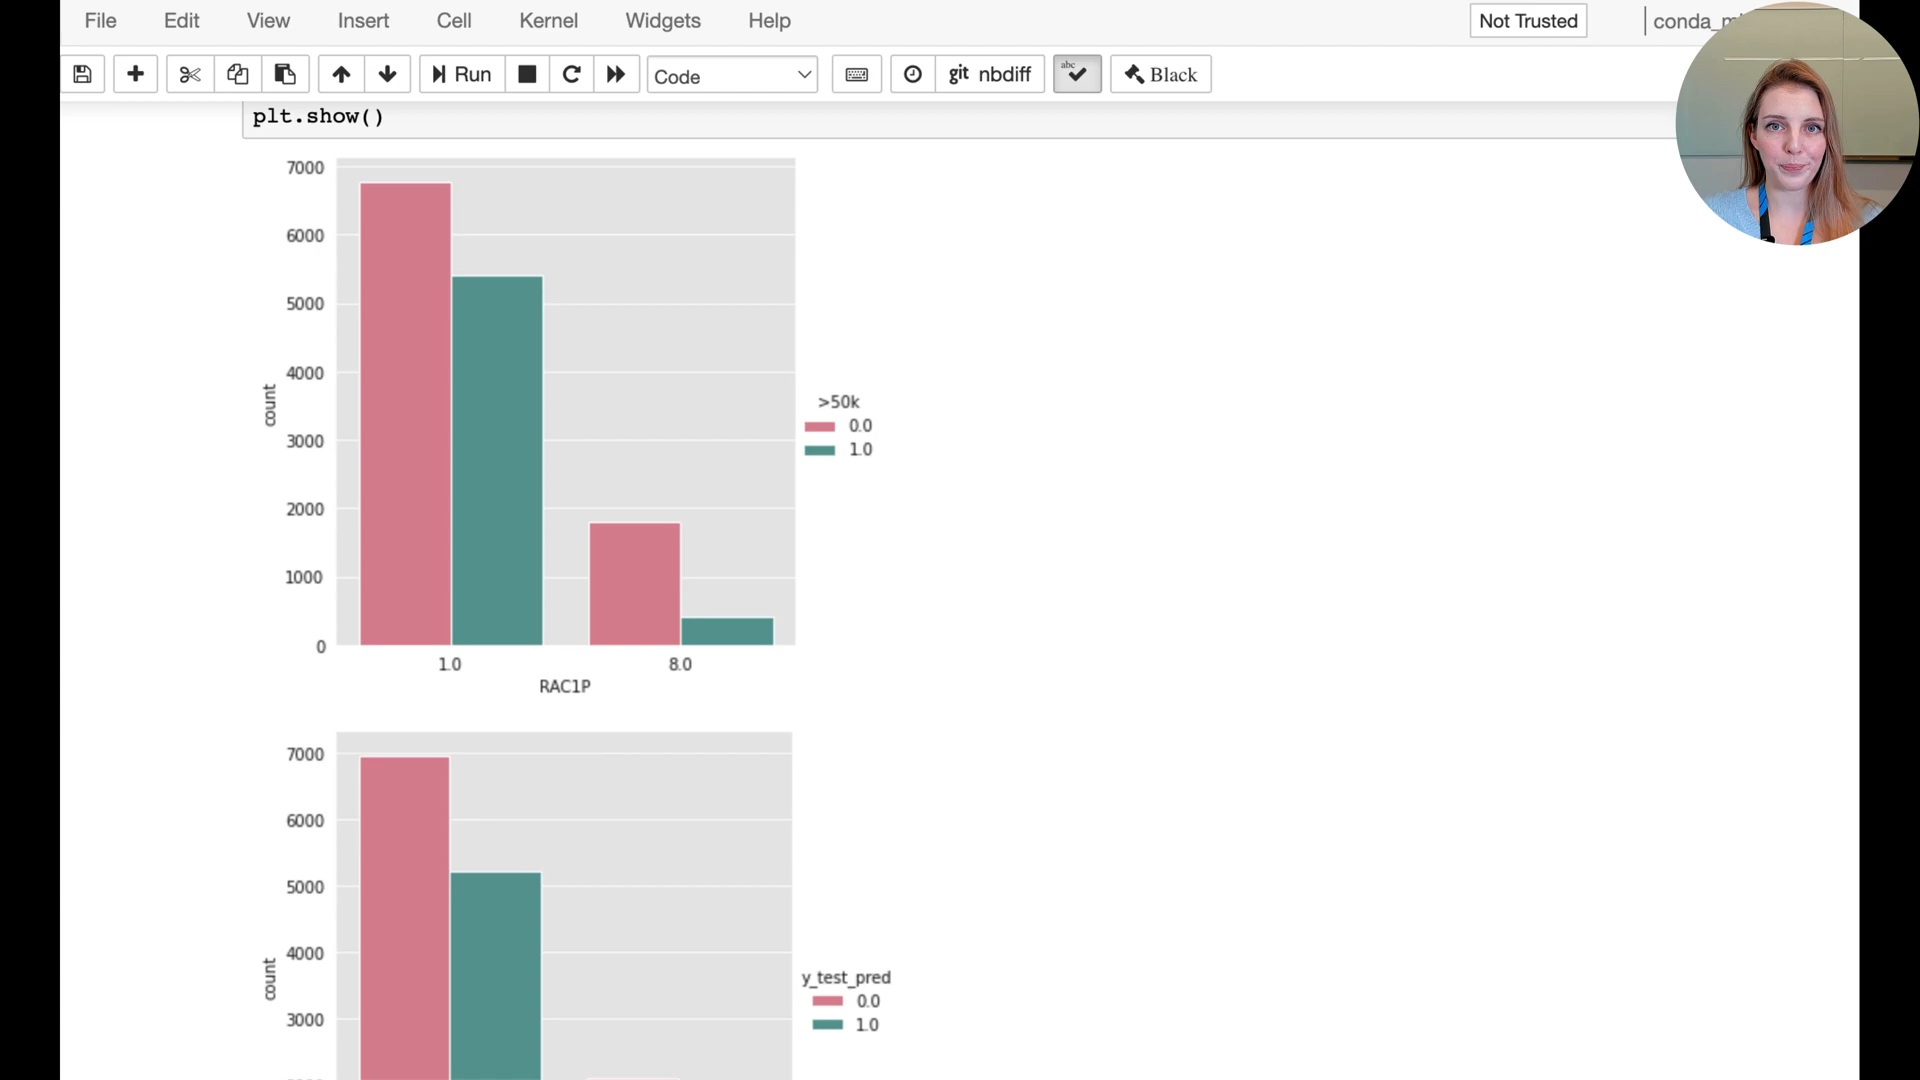 File Edit View Insert Cell Kernel Widgets Help Not Trusted conda_
Run Code git nbdiff abc Black
plt.show()
7000
6000
5000
4000
3000
2000
1000
0
count
1.0 8.0
RAC1P
>50k
0.0
1.0
7000
6000
5000
4000
3000
count
y_test_pred
0.0
1.0